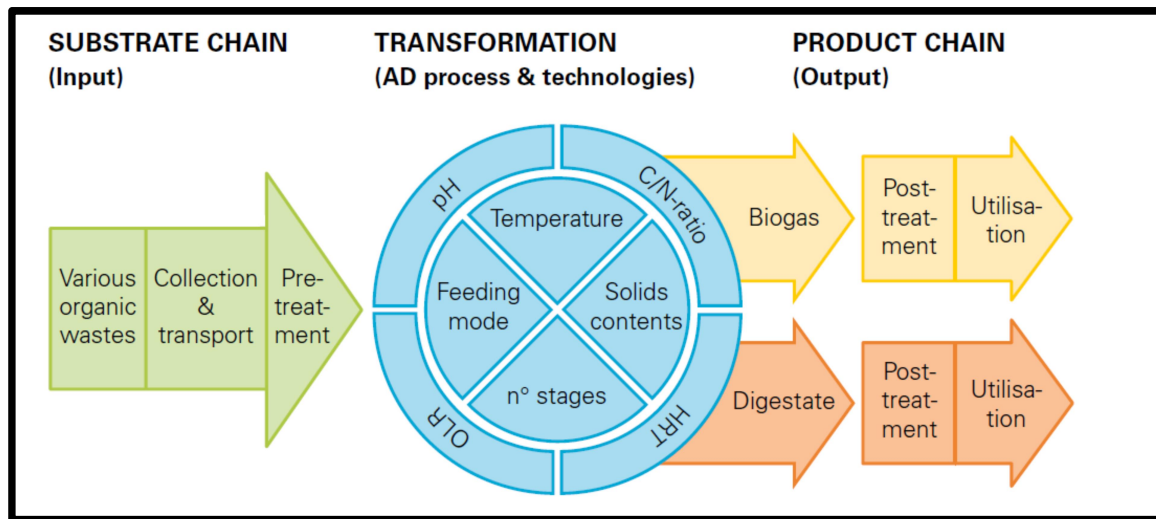 SUBSTRATE CHAIN
(Input)
TRANSFORMATION
(AD process & technologies)
PRODUCT CHAIN
(Output)
Various
organic
wastes
Collection
&
transport
Pre-
treat-
ment
pH
C/N-ratio
OLR
HRT
Temperature
Feeding
mode
Solids
contents
n° stages
Biogas
Post-
treat-
ment
Utilisa-
tion
Digestate
Post-
treat-
ment
Utilisa-
tion